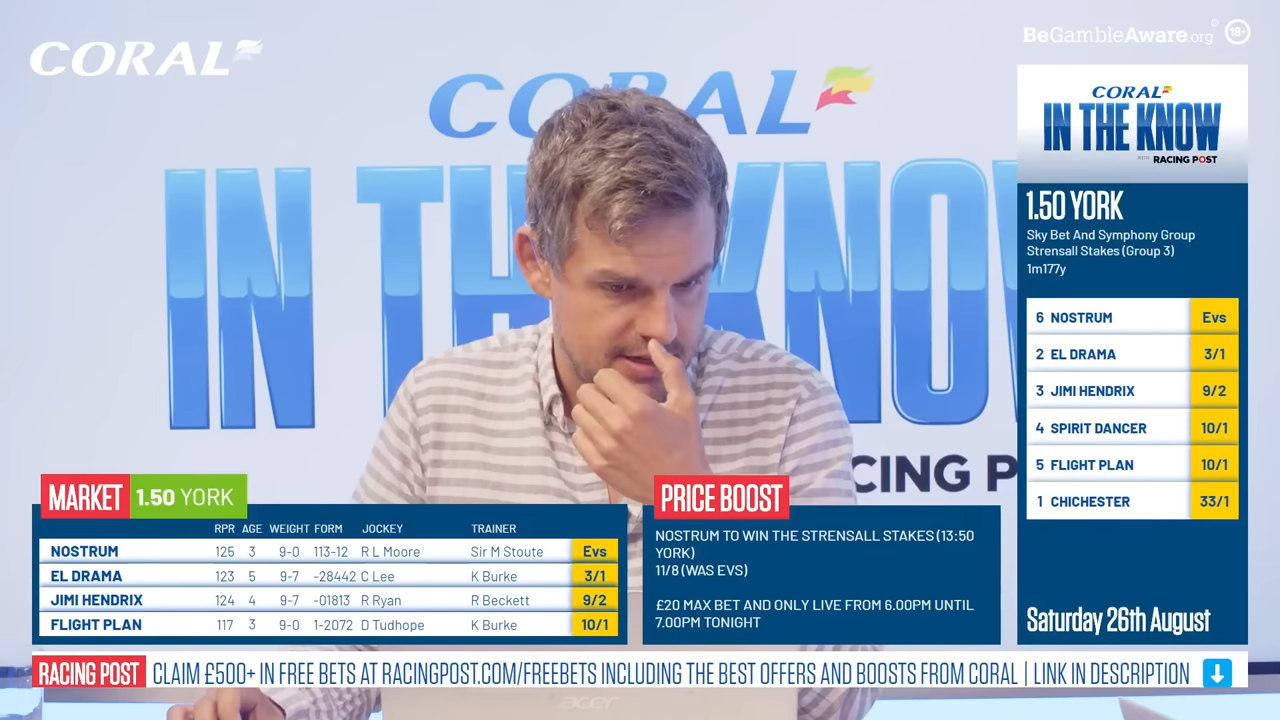 CORAL
BeGambleAware.org 18+
CORAL
IN THE KNOW
CING P
CORAL
IN THE KNOW
WITH RACING POST
1.50 YORK
Sky Bet And Symphony Group
Strensall Stakes (Group 3)
1m177y
6 NOSTRUM Evs
2 EL DRAMA 3/1
3 JIMI HENDRIX 9/2
4 SPIRIT DANCER 10/1
5 FLIGHT PLAN 10/1
1 CHICHESTER 33/1
Saturday 26th August
MARKET 1.50 YORK
RPR AGE WEIGHT FORM JOCKEY TRAINER
NOSTRUM 125 3 9-0 113-12 R L Moore Sir M Stoute Evs
EL DRAMA 123 5 9-7 -28442 C Lee K Burke 3/1
JIMI HENDRIX 124 4 9-7 -01813 R Ryan R Beckett 9/2
FLIGHT PLAN 117 3 9-0 1-2072 D Tudhope K Burke 10/1
PRICE BOOST
NOSTRUM TO WIN THE STRENSALL STAKES (13:50
YORK)
11/8 (WAS EVS)
£20 MAX BET AND ONLY LIVE FROM 6.00PM UNTIL
7.00PM TONIGHT
RACING POST CLAIM £500+ IN FREE BETS AT RACINGPOST.COM/FREEBETS INCLUDING THE BEST OFFERS AND BOOSTS FROM CORAL | LINK IN DESCRIPTION
acer